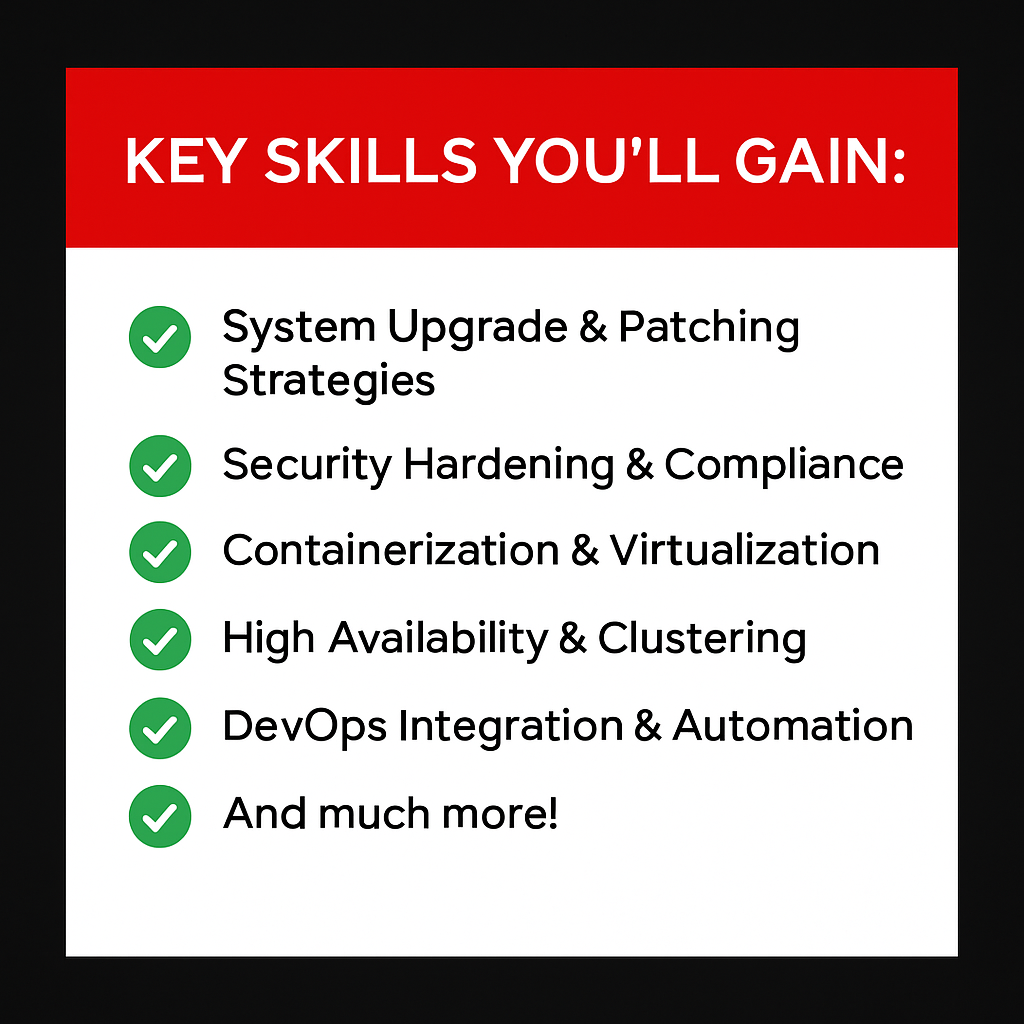 KEY SKILLS YOU'LL GAIN:
System Upgrade & Patching
Strategies
Security Hardening & Compliance
Containerization & Virtualization
High Availability & Clustering
DevOps Integration & Automation
And much more!